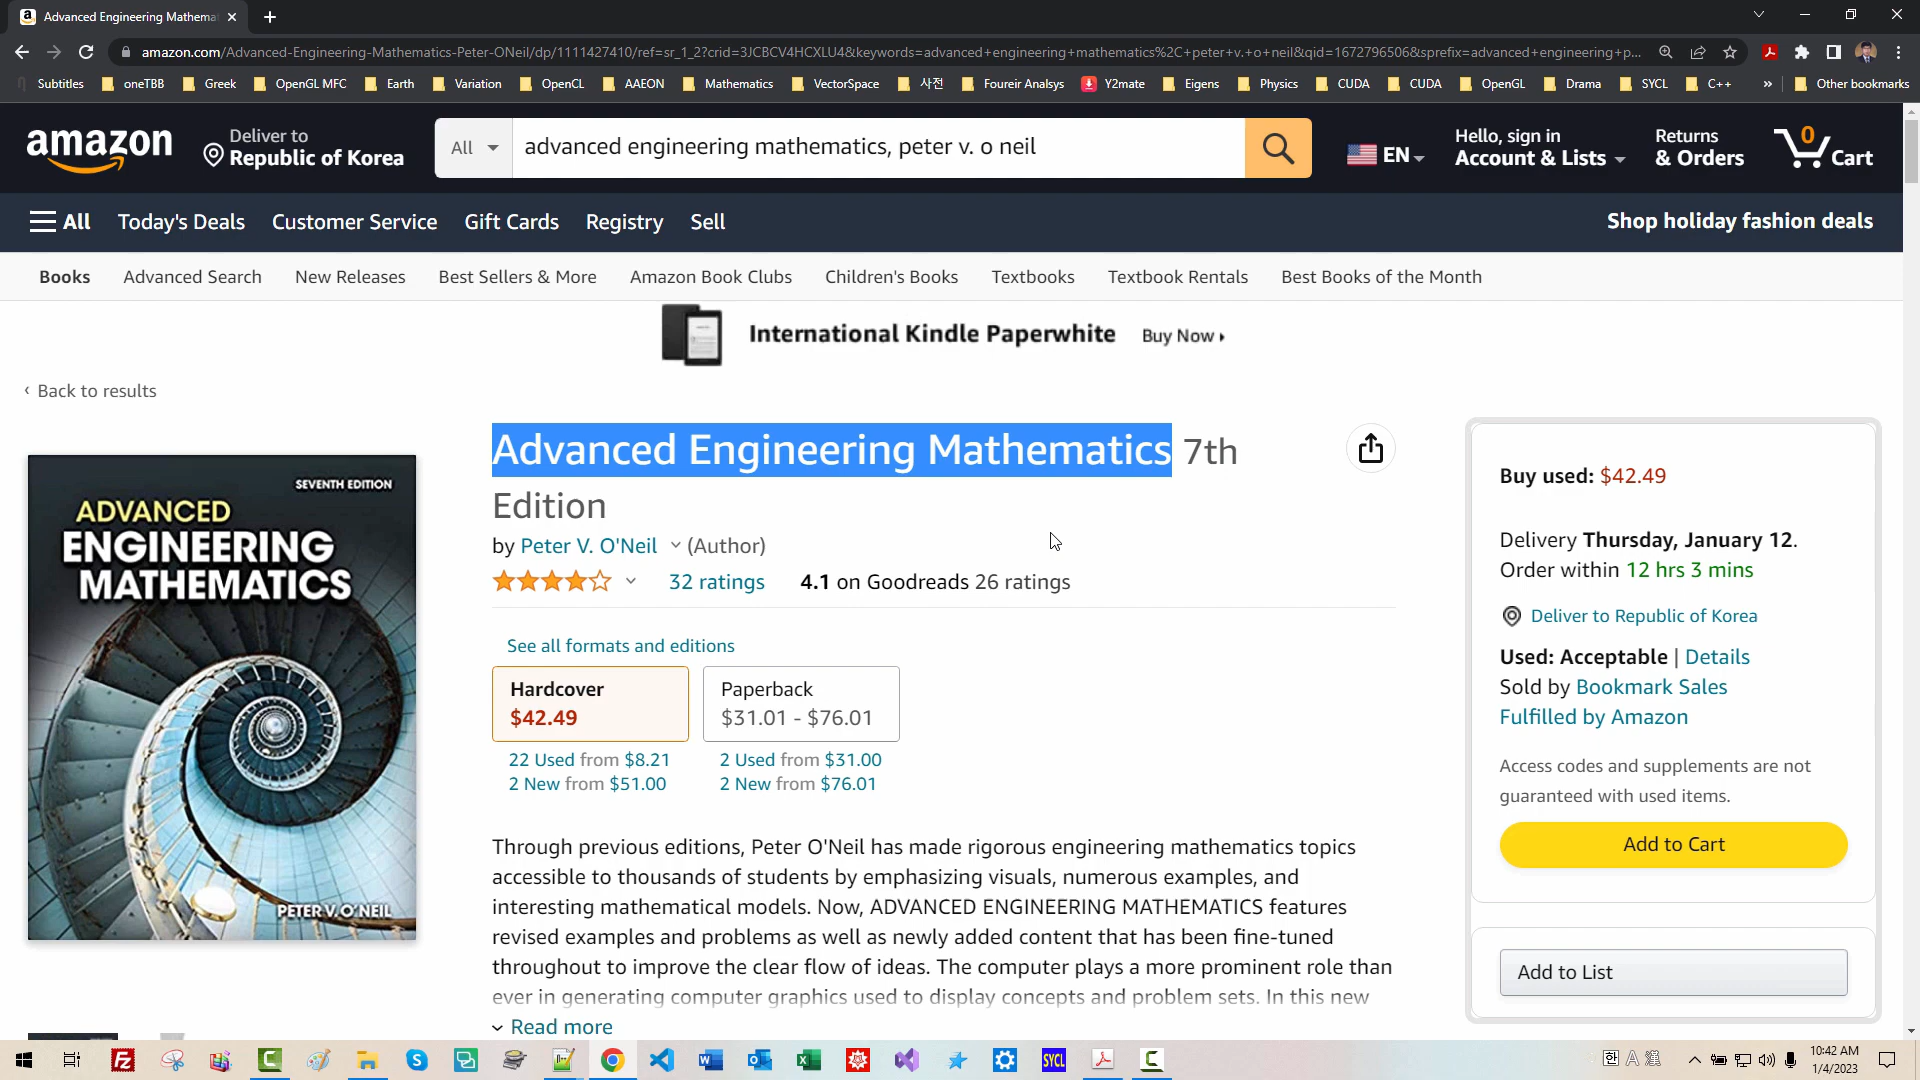 Advanced Engineering Mathema
amazon.com/Advanced-Engineering-Mathematics-Peter-ONeil/dp/1111427410/ref=sr_1_2?crid=3JCBCV4HCXLU4&keywords=advanced+engineering+mathematics%2C+peter+v.+o+neil&qid=1672796506&sprefix=advanced+engineering+p...
Subtitles oneTBB Greek OpenGL MFC Earth Variation OpenCL AAEON Mathematics VectorSpace 사전 Foureir Analsys Y2mate Eigens Physics CUDA CUDA OpenGL Drama SYCL C++ » Other bookmarks
amazon
Deliver to
Republic of Korea
All
advanced engineering mathematics, peter v. o neil
EN
Hello, sign in
Account & Lists
Returns
& Orders
0
Cart
All Today's Deals Customer Service Gift Cards Registry Sell
Shop holiday fashion deals
Books Advanced Search New Releases Best Sellers & More Amazon Book Clubs Children's Books Textbooks Textbook Rentals Best Books of the Month
International Kindle Paperwhite Buy Now
‹ Back to results
SEVENTH EDITION
ADVANCED
ENGINEERING
MATHEMATICS
PETER V. O'NEIL
Advanced Engineering Mathematics 7th
Edition
by Peter V. O'Neil (Author)
32 ratings 4.1 on Goodreads 26 ratings
See all formats and editions
Hardcover
$42.49
22 Used from $8.21
2 New from $51.00
Paperback
$31.01 - $76.01
2 Used from $31.00
2 New from $76.01
Through previous editions, Peter O'Neil has made rigorous engineering mathematics topics
accessible to thousands of students by emphasizing visuals, numerous examples, and
interesting mathematical models. Now, ADVANCED ENGINEERING MATHEMATICS features
revised examples and problems as well as newly added content that has been fine-tuned
throughout to improve the clear flow of ideas. The computer plays a more prominent role than
ever in generating computer graphics used to display concepts and problem sets. In this new
Read more
Buy used: $42.49
Delivery Thursday, January 12.
Order within 12 hrs 3 mins
Deliver to Republic of Korea
Used: Acceptable | Details
Sold by Bookmark Sales
Fulfilled by Amazon
Access codes and supplements are not
guaranteed with used items.
Add to Cart
Add to List
SYCL
한 A 漢
10:42 AM
1/4/2023